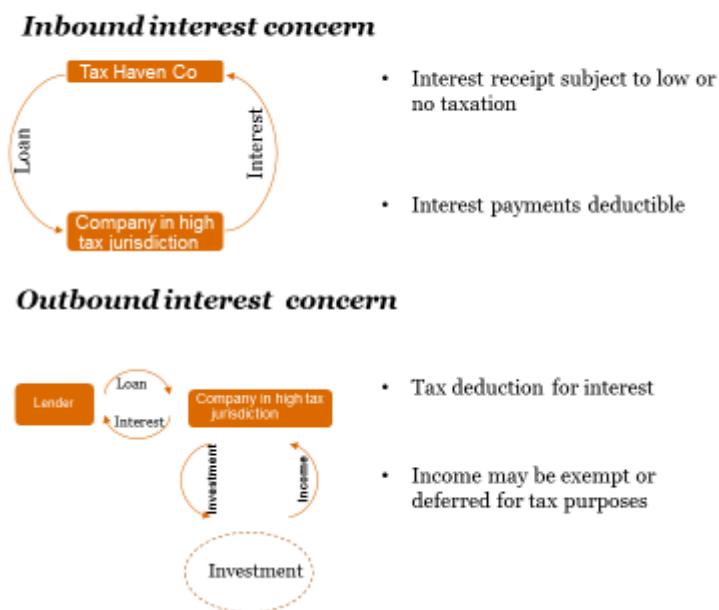 Inbound interest concern
Tax Haven Co
Loan
Interest
Company in high
tax jurisdiction
• Interest receipt subject to low or
no taxation
• Interest payments deductible
Outbound interest concern
Lender
Loan
Interest
Company in high tax
jurisdiction
Investment
Income
Investment
• Tax deduction for interest
• Income may be exempt or
deferred for tax purposes